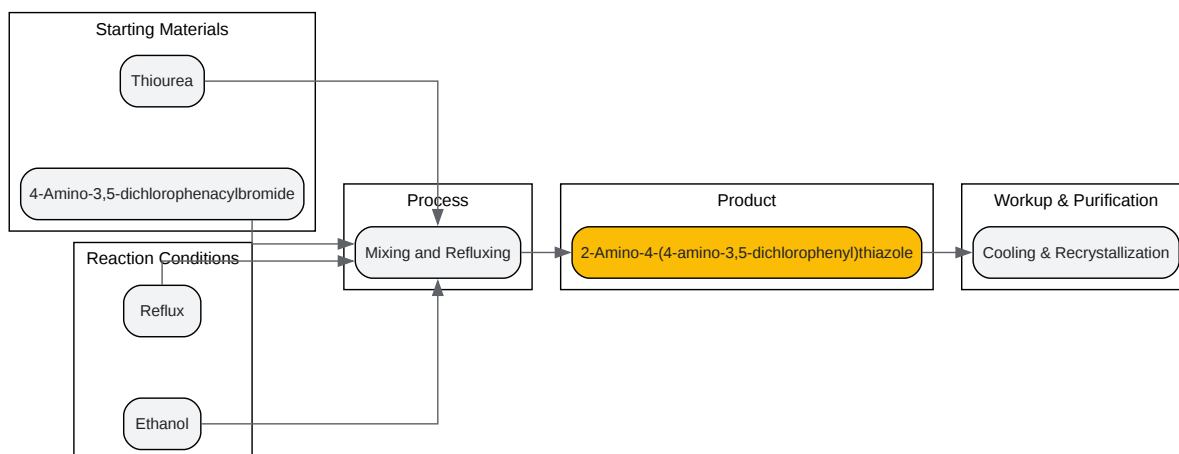 Starting Materials
Thiourea
4-Amino-3,5-dichlorophenacylbromide
Reaction Conditions
Reflux
Ethanol
Process
Mixing and Refluxing
Product
2-Amino-4-(4-amino-3,5-dichlorophenyl)thiazole
Workup & Purification
Cooling & Recrystallization